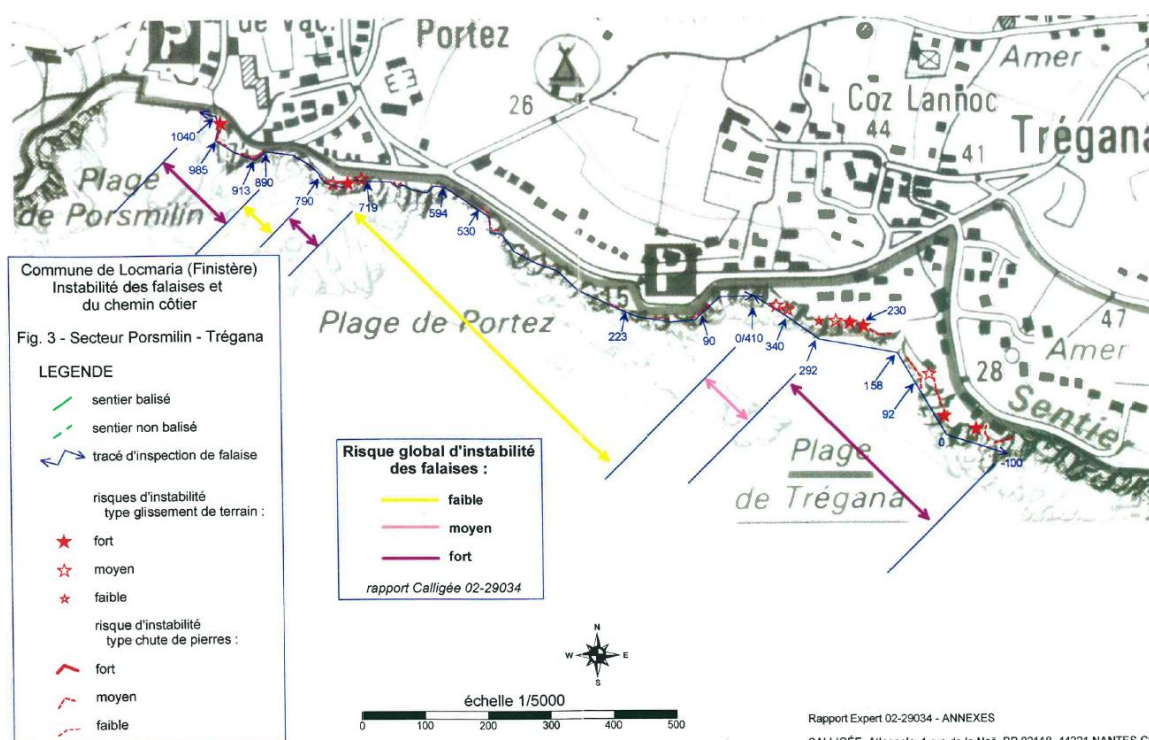 de Vac.
P
Portez
26
Amer
Coz Lannoc
44
41
Trégana
Plage
de Porsmilin
1040
985
913
890
790
719
594
530
Plage de Portez
15
P
223
90
0/410
340
292
230
158
92
0
-100
28
47
Amer
Sentier
Plage
de Trégana
Commune de Locmaria (Finistère)
Instabilité des falaises et
du chemin côtier
Fig. 3 - Secteur Porsmilin - Trégana
LEGENDE
sentier balisé
sentier non balisé
tracé d'inspection de falaise
risques d'instabilité
type glissement de terrain :
fort
moyen
faible
risque d'instabilité
type chute de pierres :
fort
moyen
faible
Risque global d'instabilité
des falaises :
faible
moyen
fort
rapport Calligée 02-29034
N
W E
S
échelle 1/5000
0 100 200 300 400 500
Rapport Expert 02-29034 - ANNEXES